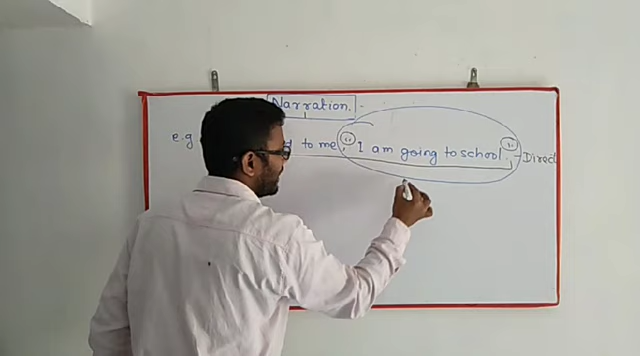 Narration.
e.g to me, "I am going to school". - Direct